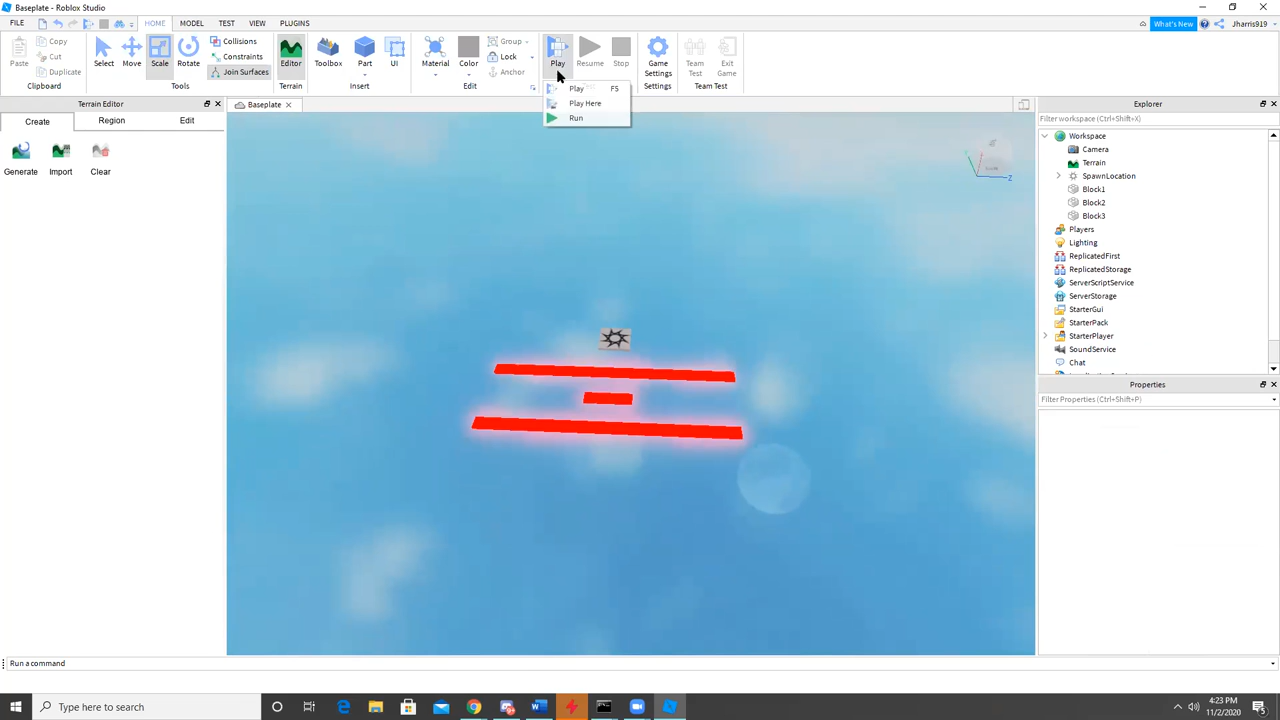 Baseplate - Roblox Studio
FILE HOME MODEL TEST VIEW PLUGINS What's New Jharris919
Paste Copy Cut Duplicate Select Move Scale Rotate Collisions Constraints Join Surfaces Editor Toolbox Part UI Material Color Group Lock Anchor Play Resume Stop Game Settings Team Test Exit Game
Clipboard Tools Terrain Insert Edit Settings Team Test
Play F5
Play Here
Run
Terrain Editor
Create Region Edit
Generate Import Clear
Baseplate
Explorer
Filter workspace (Ctrl+Shift+X)
Workspace
Camera
Terrain
SpawnLocation
Block1
Block2
Block3
Players
Lighting
ReplicatedFirst
ReplicatedStorage
ServerScriptService
ServerStorage
StarterGui
StarterPack
StarterPlayer
SoundService
Chat
Properties
Filter Properties (Ctrl+Shift+P)
Z
Run a command
Type here to search
4:23 PM
11/2/2020